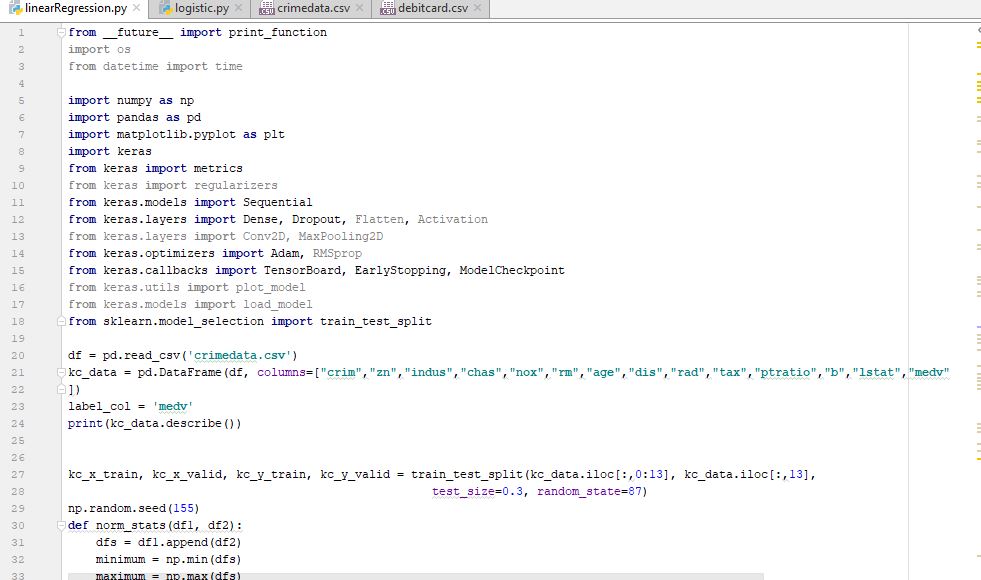 linearRegression.py logistic.py crimedata.csv debitcard.csv
1 from __future__ import print_function
2 import os
3 from datetime import time
4
5 import numpy as np
6 import pandas as pd
7 import matplotlib.pyplot as plt
8 import keras
9 from keras import metrics
10 from keras import regularizers
11 from keras.models import Sequential
12 from keras.layers import Dense, Dropout, Flatten, Activation
13 from keras.layers import Conv2D, MaxPooling2D
14 from keras.optimizers import Adam, RMSprop
15 from keras.callbacks import TensorBoard, EarlyStopping, ModelCheckpoint
16 from keras.utils import plot_model
17 from keras.models import load_model
18 from sklearn.model_selection import train_test_split
19
20 df = pd.read_csv('crimedata.csv')
21 kc_data = pd.DataFrame(df, columns=["crim","zn","indus","chas","nox","rm","age","dis","rad","tax","ptratio","b","lstat","medv"
22 ])
23 label_col = 'medv'
24 print(kc_data.describe())
25
26
27 kc_x_train, kc_x_valid, kc_y_train, kc_y_valid = train_test_split(kc_data.iloc[:,0:13], kc_data.iloc[:,13],
28 test_size=0.3, random_state=87)
29 np.random.seed(155)
30 def norm_stats(df1, df2):
31 dfs = df1.append(df2)
32 minimum = np.min(dfs)
33 maximum = np.max(dfs)